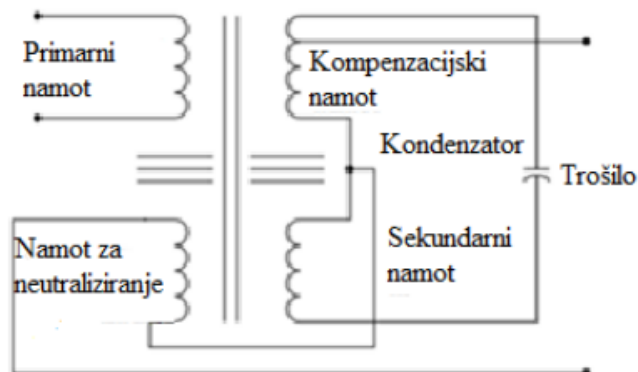 Primarni
namot
Kompenzacijski
namot
Kondenzator
Trošilo
Namot za
neutraliziranje
Sekundarni
namot